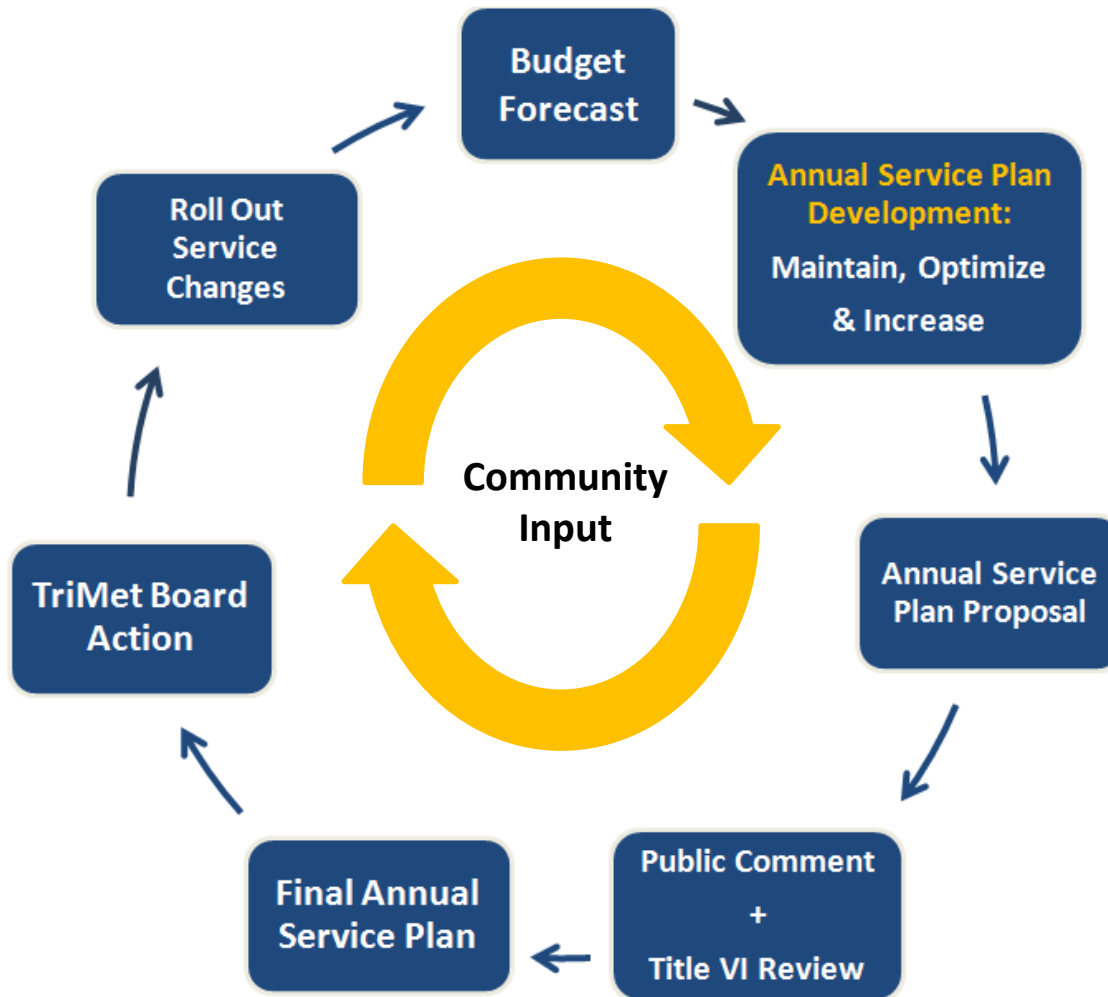 Budget
Forecast
Annual Service Plan
Development:
Maintain, Optimize
& Increase
Annual Service
Plan Proposal
Public Comment
+
Title VI Review
Final Annual
Service Plan
TriMet Board
Action
Roll Out
Service
Changes
Community
Input